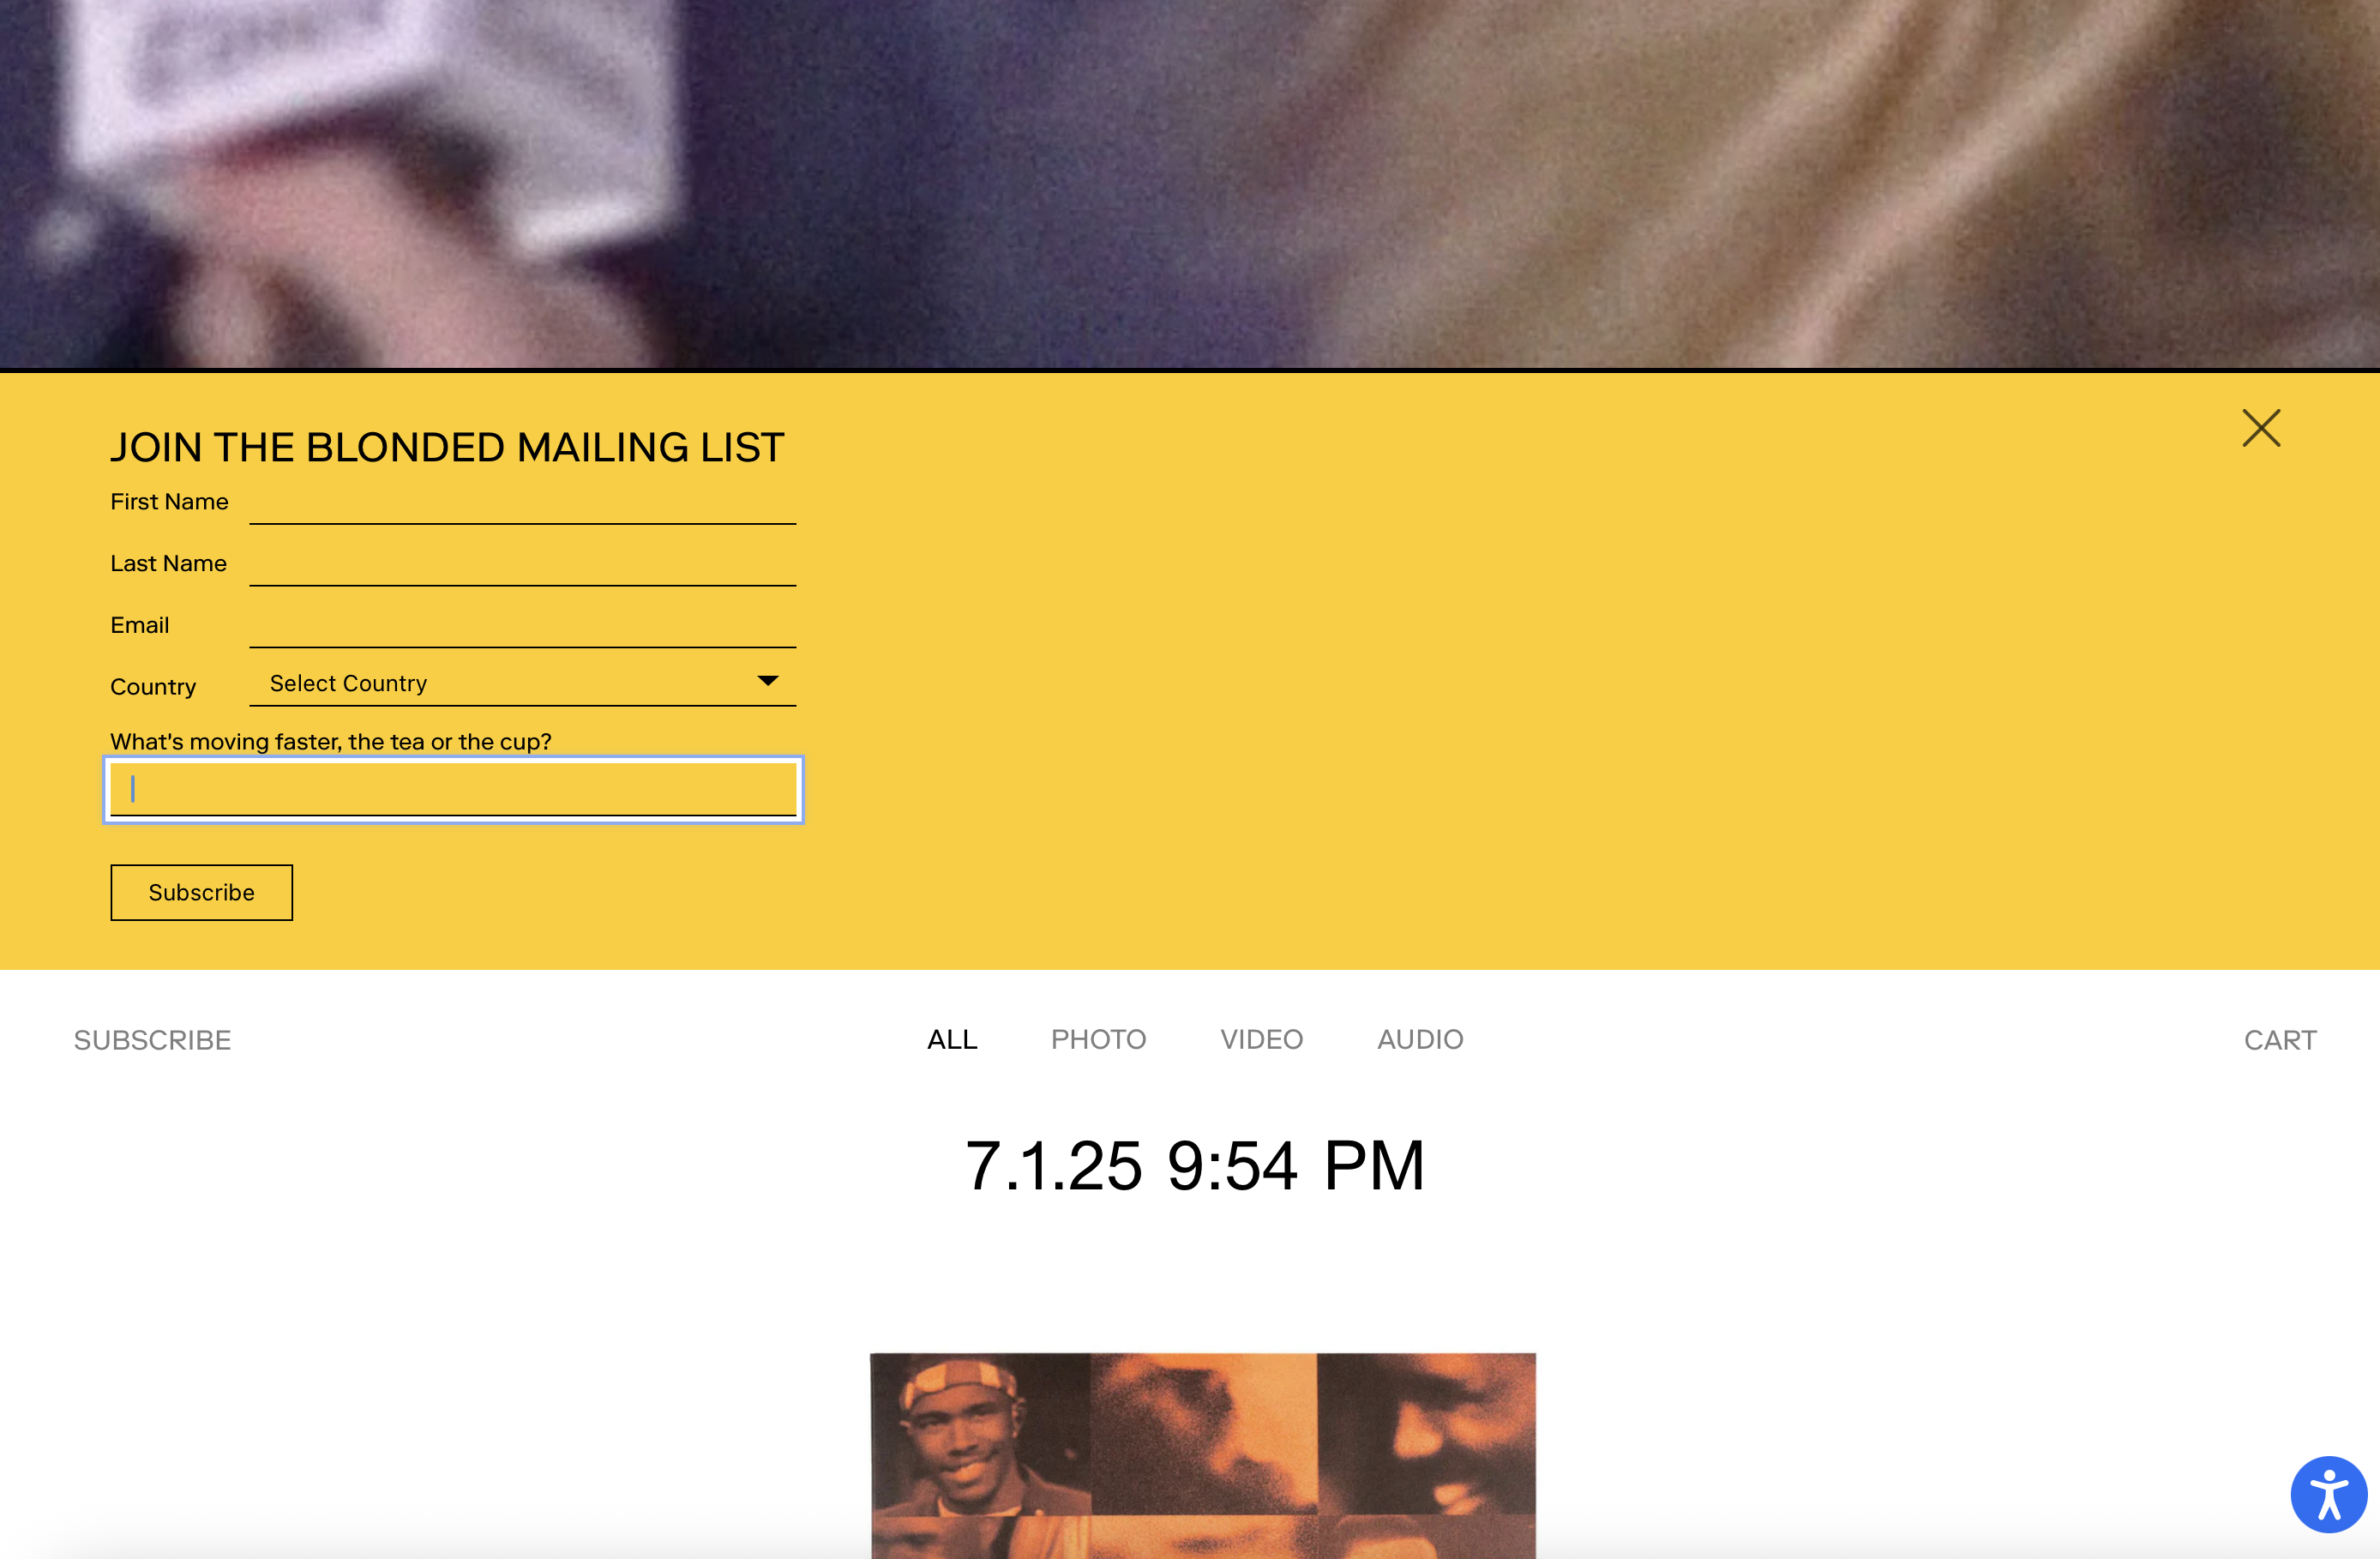 JOIN THE BLONDED MAILING LIST
First Name
Last Name
Email
Country
Select Country
What's moving faster, the tea or the cup?
Subscribe
SUBSCRIBE
ALL
PHOTO
VIDEO
AUDIO
CART
7.1.25 9:54 PM